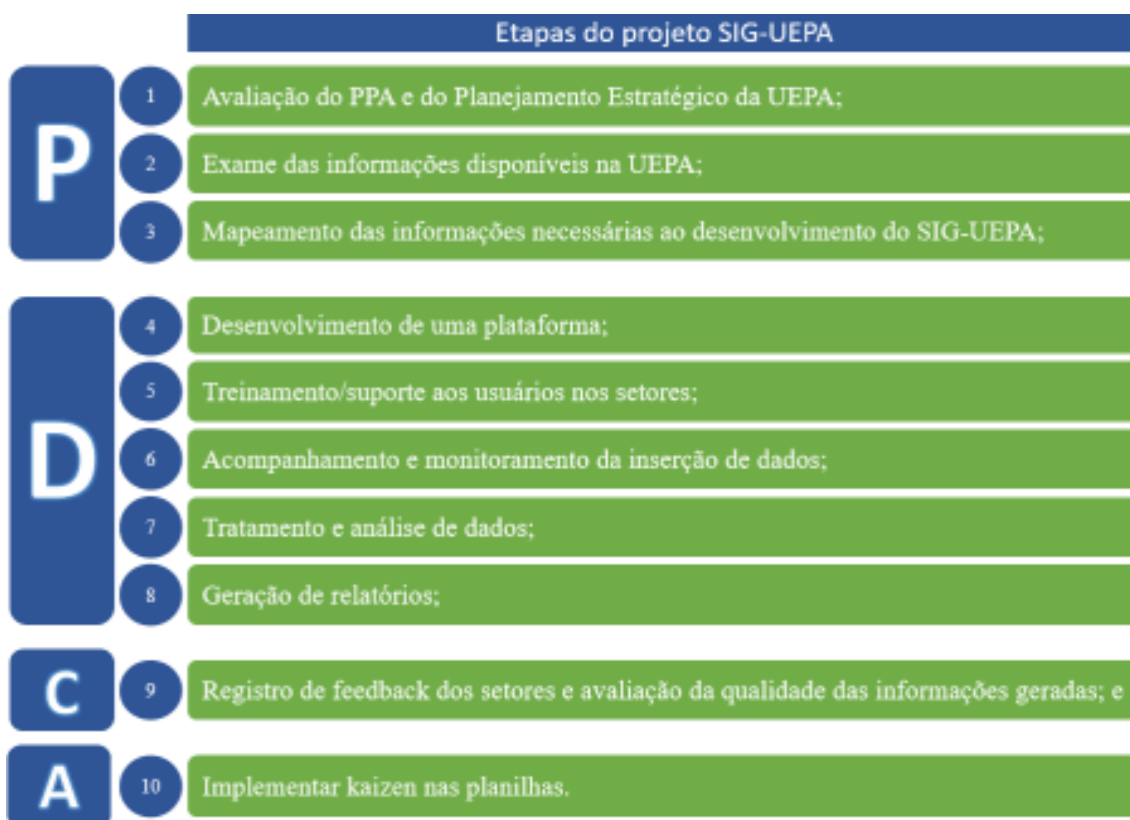 Etapas do projeto SIG-UEPA
P
1 Avaliação do PPA e do Planejamento Estratégico da UEPA;
2 Exame das informações disponíveis na UEPA;
3 Mapeamento das informações necessárias ao desenvolvimento do SIG-UEPA;
D
4 Desenvolvimento de uma plataforma;
5 Treinamento/suporte aos usuários nos setores;
6 Acompanhamento e monitoramento da inserção de dados;
7 Tratamento e análise de dados;
8 Geração de relatórios;
C
9 Registro de feedback dos setores e avaliação da qualidade das informações geradas; e
A
10 Implementar kaizen nas planilhas.